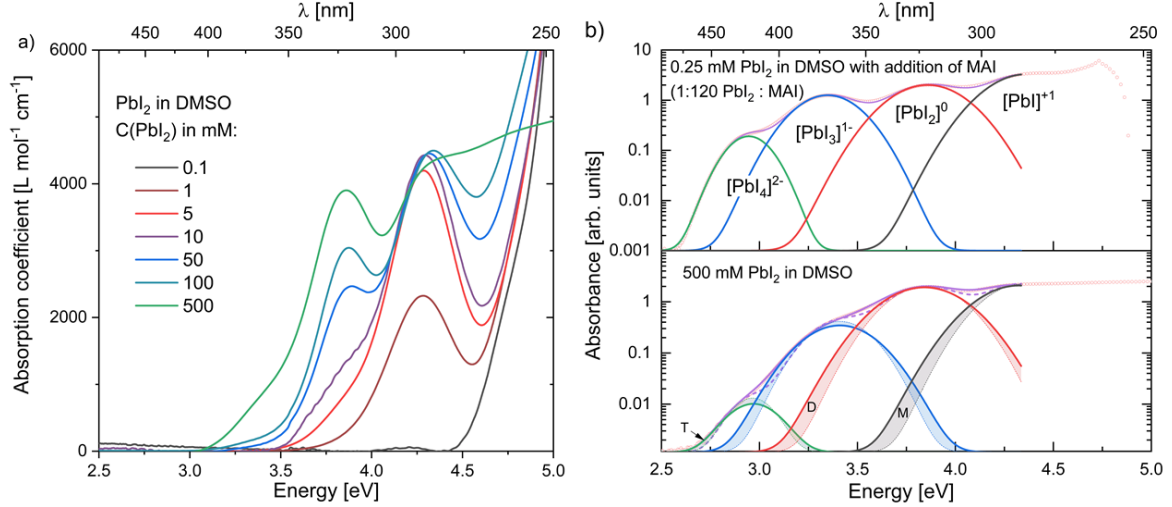 λ [nm]
450 400 350 300 250
a)
6000
4000
2000
0
Absorption coefficient [L mol⁻¹ cm⁻¹]
PbI₂ in DMSO
C(PbI₂) in mM:
0.1
1
5
10
50
100
500
2.5 3.0 3.5 4.0 4.5 5.0
Energy [eV]
λ [nm]
450 400 350 300 250
b)
10
1
0.1
0.01
0.001
1
0.1
0.01
Absorbance [arb. units]
0.25 mM PbI₂ in DMSO with addition of MAI
(1:120 PbI₂ : MAI)
[PbI₄]²⁻
[PbI₃]¹⁻
[PbI₂]⁰
[PbI]⁺¹
500 mM PbI₂ in DMSO
T
D
M
2.5 3.0 3.5 4.0 4.5 5.0
Energy [eV]